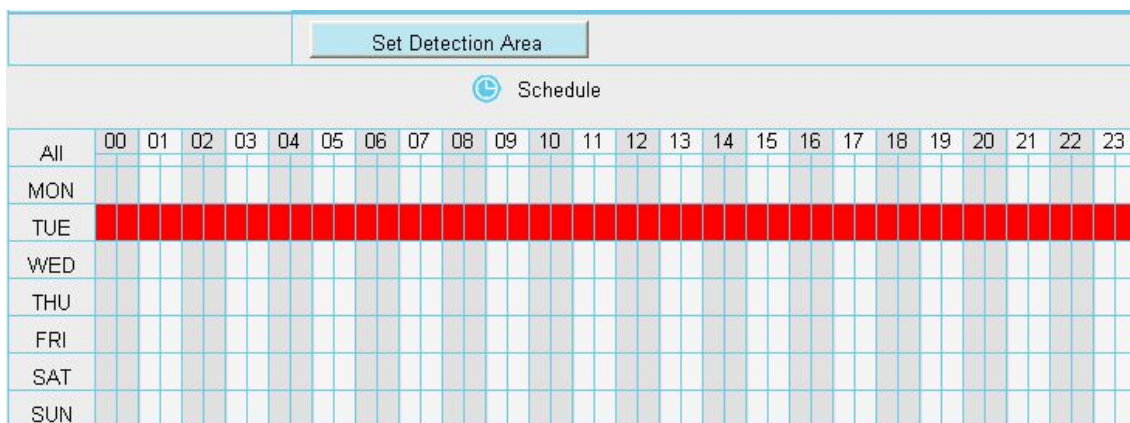 Set Detection Area
Schedule
All 00 01 02 03 04 05 06 07 08 09 10 11 12 13 14 15 16 17 18 19 20 21 22 23
MON
TUE
WED
THU
FRI
SAT
SUN